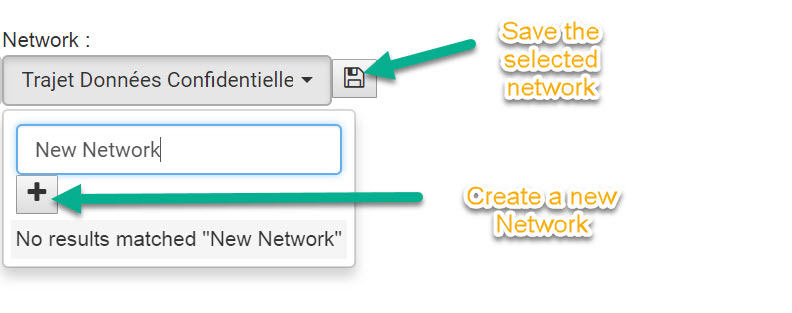 Network :
Trajet Données Confidentielle
Save the
selected
network
New Network
Create a new
Network
No results matched "New Network"